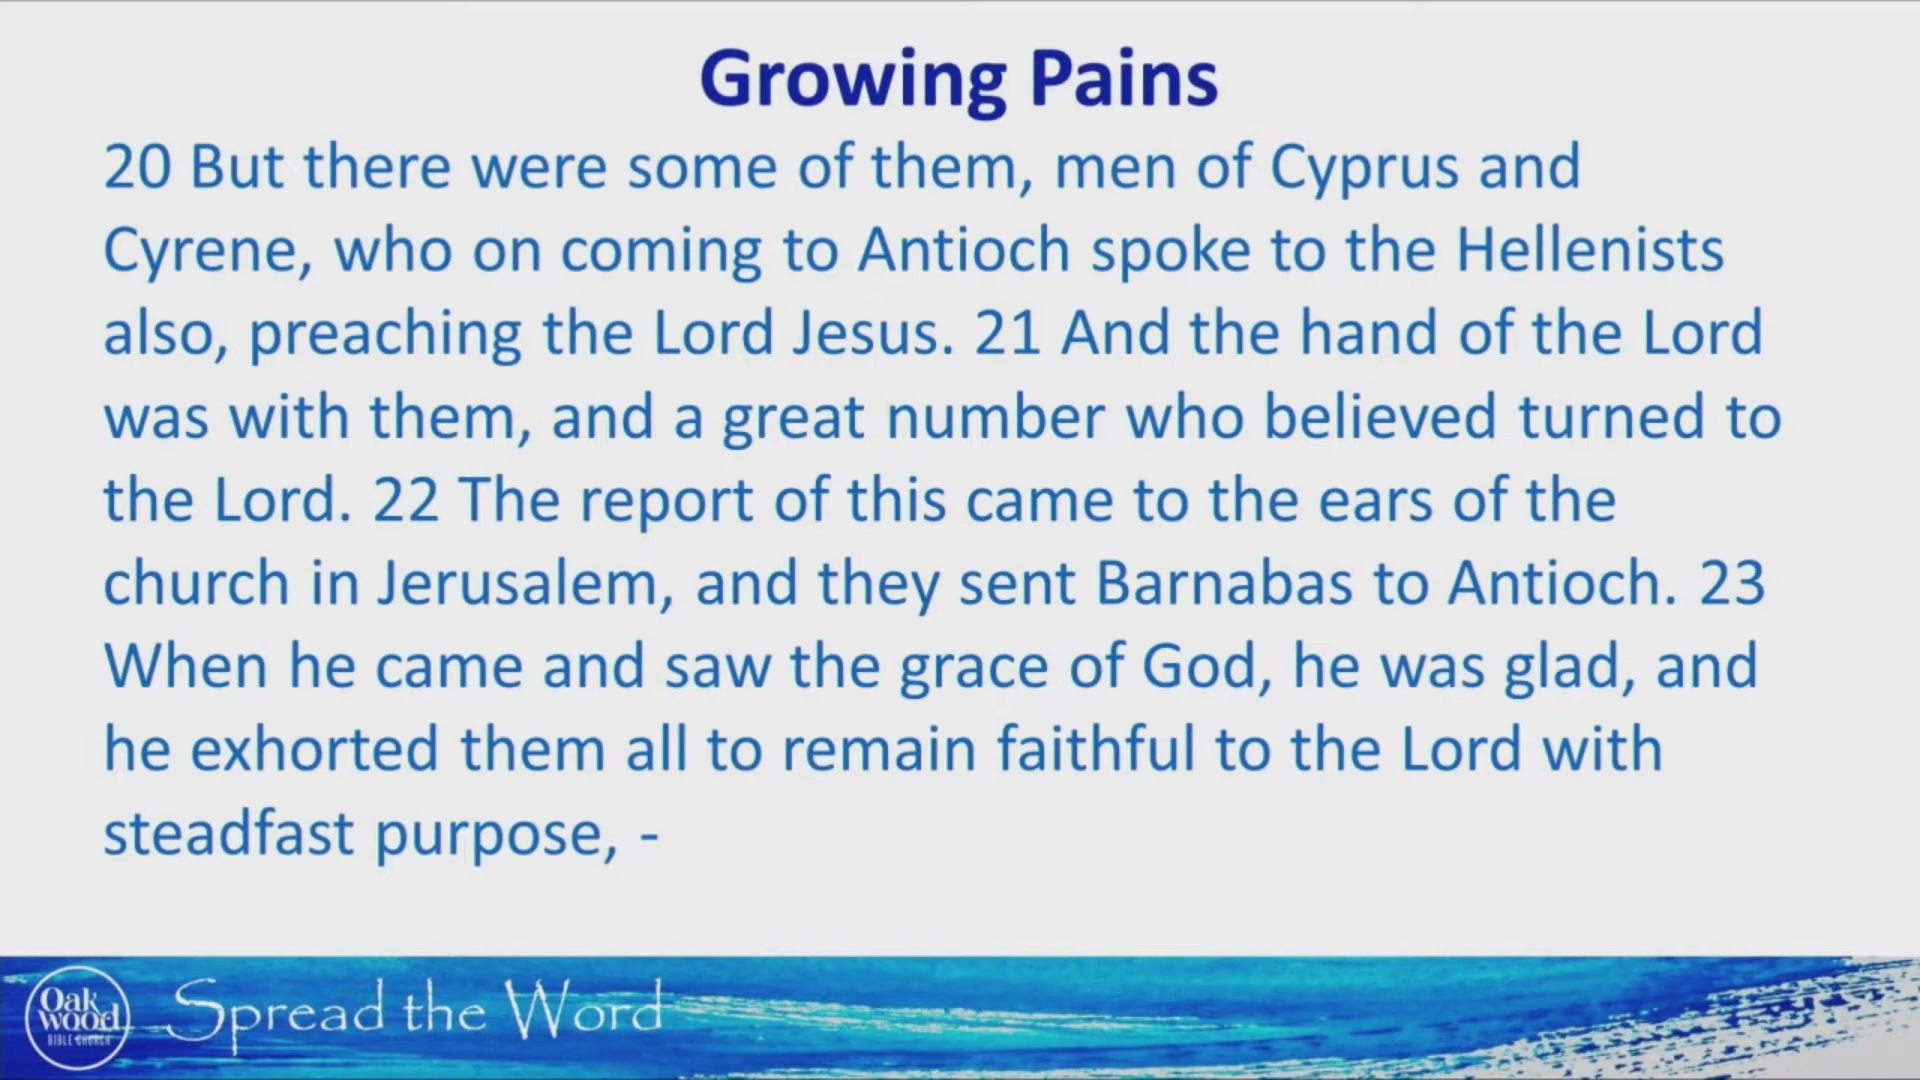 Growing Pains
20 But there were some of them, men of Cyprus and
Cyrene, who on coming to Antioch spoke to the Hellenists
also, preaching the Lord Jesus. 21 And the hand of the Lord
was with them, and a great number who believed turned to
the Lord. 22 The report of this came to the ears of the
church in Jerusalem, and they sent Barnabas to Antioch. 23
When he came and saw the grace of God, he was glad, and
he exhorted them all to remain faithful to the Lord with
steadfast purpose, -
Oak
wood
BIBLE CHURCH
Spread the Word